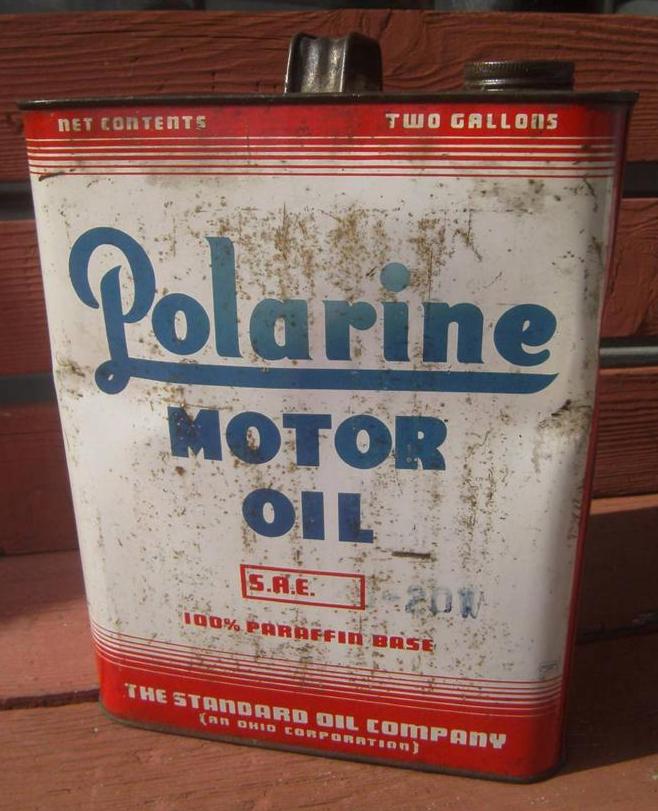 NET CONTENTS TWO GALLONS
Polarine
MOTOR
OIL
S.A.E. -20W
100% PARAFFIN BASE
THE STANDARD OIL COMPANY
(AN OHIO CORPORATION)